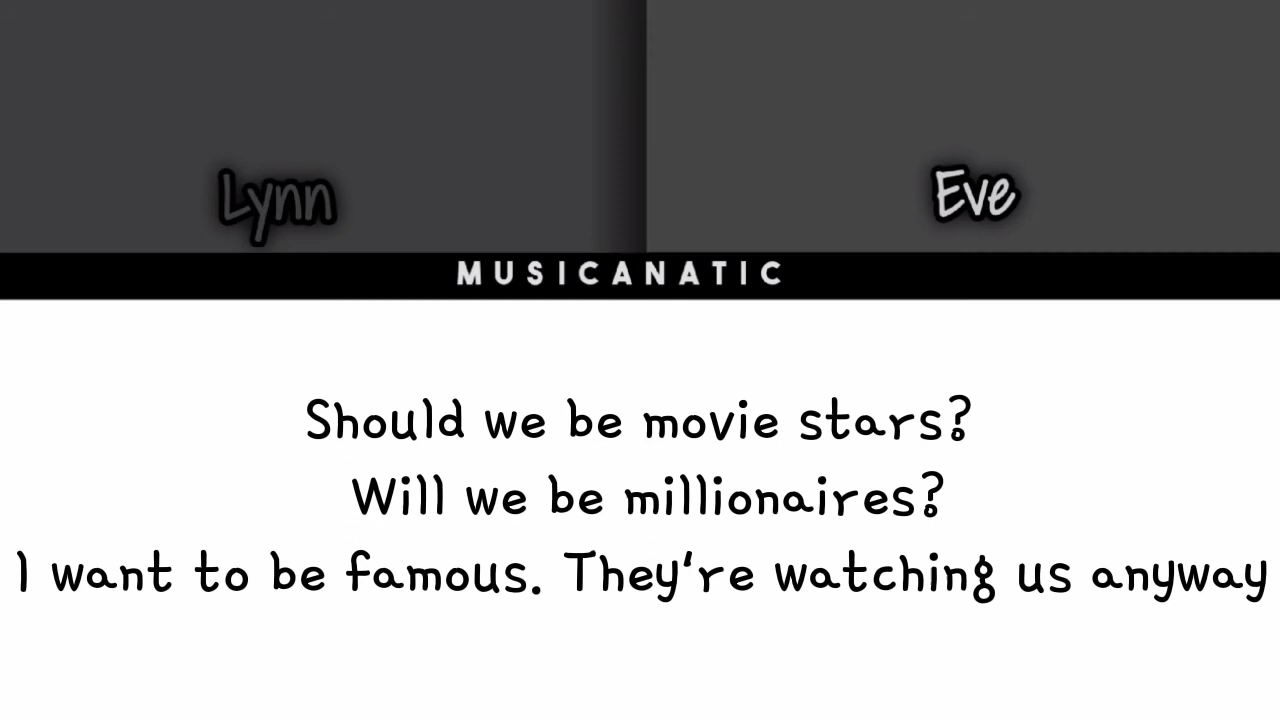 Lynn
Eve
MUSICANATIC
Should we be movie stars?
Will we be millionaires?
I want to be famous. They're watching us anyway